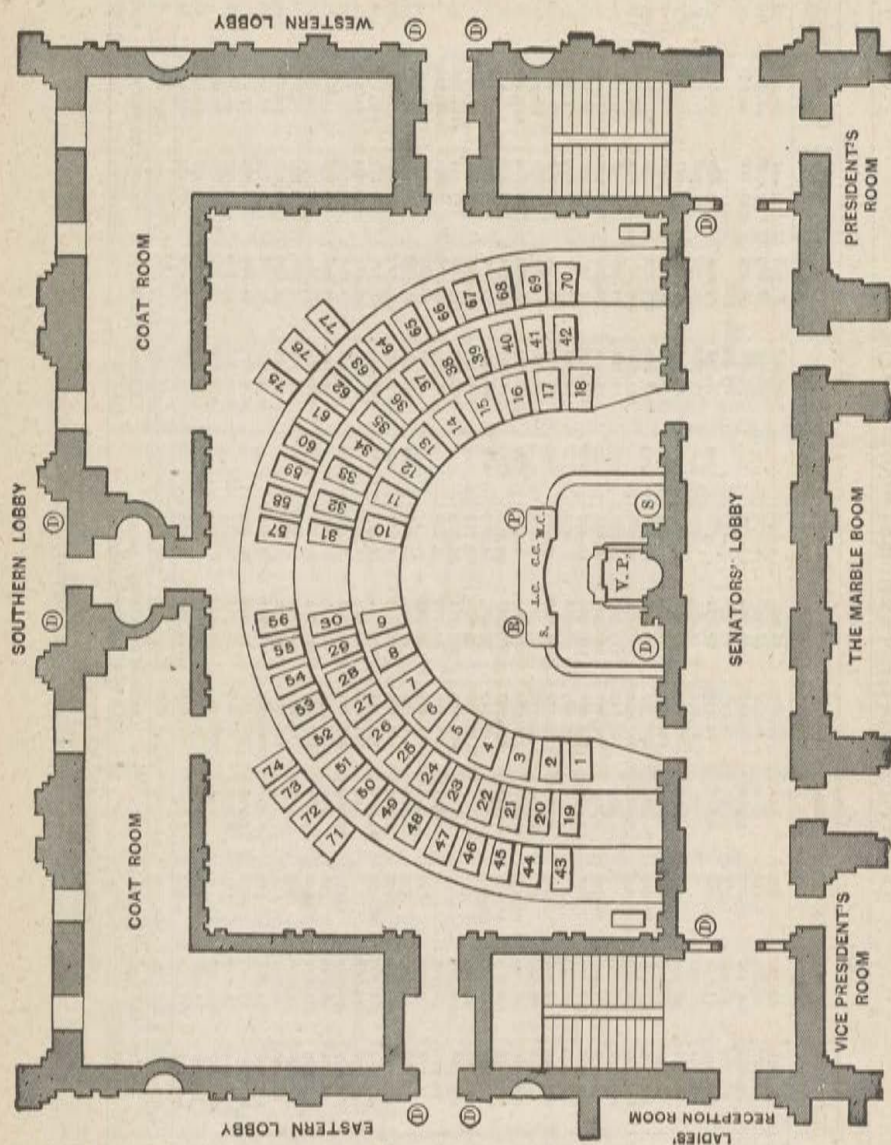 SOUTHERN LOBBY
D
D
COAT ROOM
COAT ROOM
EASTERN LOBBY
WESTERN LOBBY
D
D
D
D
71
72
73
74
75
76
77
43
44
45
46
47
48
49
50
51
52
53
54
55
56
57
58
59
60
61
62
63
64
65
66
67
68
69
70
19
20
21
22
23
24
25
26
27
28
29
30
31
32
33
34
35
36
37
38
39
40
41
42
1
2
3
4
5
6
7
8
9
10
11
12
13
14
15
16
17
18
E
P
S. L.C. C.C. M.C.
V. P.
D
S
D
D
SENATORS' LOBBY
LADIES'
RECEPTION ROOM
VICE PRESIDENT'S
ROOM
THE MARBLE BOOM
PRESIDENT'S
ROOM